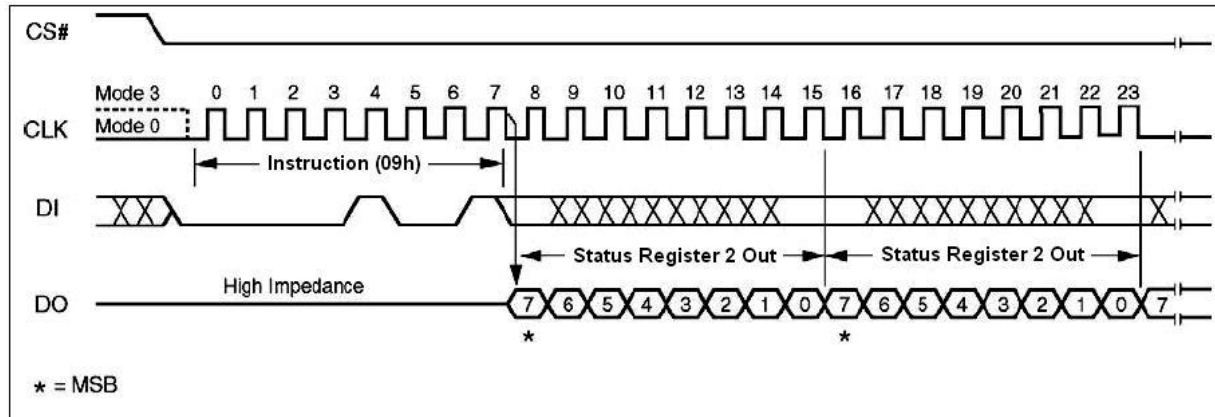 CS#
Mode 3 0 1 2 3 4 5 6 7 8 9 10 11 12 13 14 15 16 17 18 19 20 21 22 23
CLK Mode 0
Instruction (09h)
DI
Status Register 2 Out Status Register 2 Out
High Impedance
DO 7 6 5 4 3 2 1 0 7 6 5 4 3 2 1 0 7
* *
* = MSB